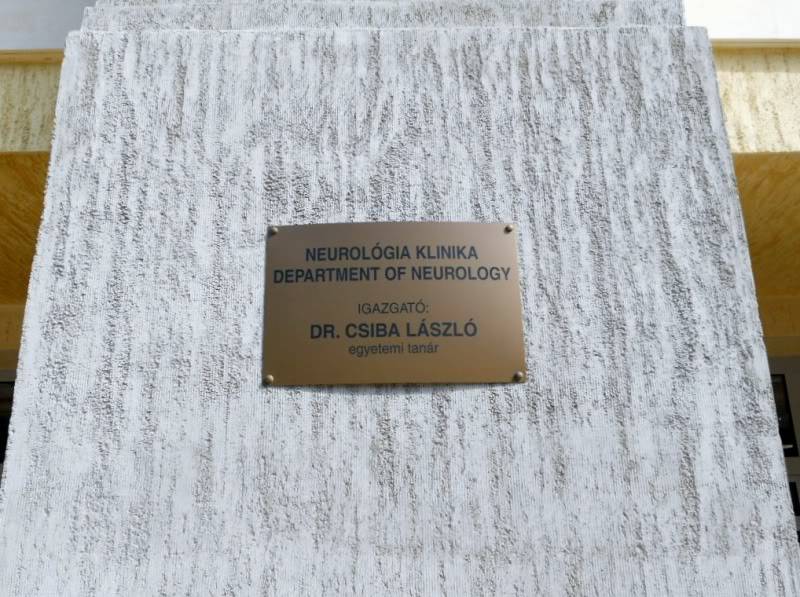 NEUROLÓGIA KLINIKA
DEPARTMENT OF NEUROLOGY
IGAZGATÓ:
DR. CSIBA LÁSZLÓ
egyetemi tanár